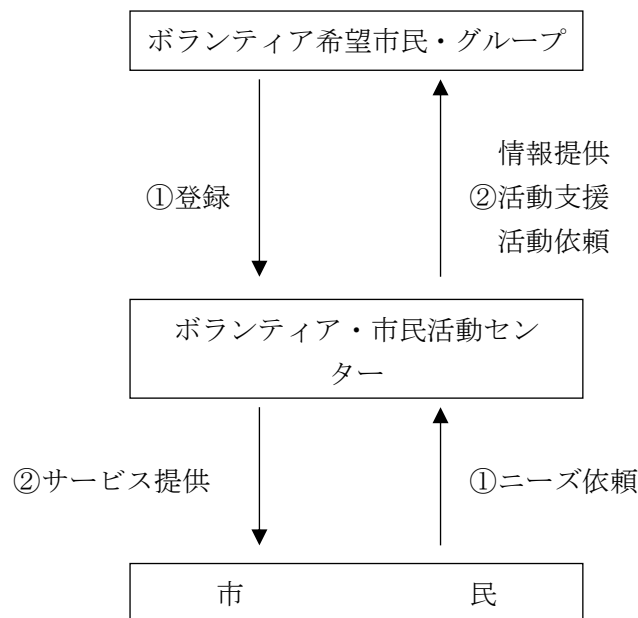 ボランティア希望市民・グループ
①登録
情報提供
②活動支援
活動依頼
ボランティア・市民活動セン
ター
②サービス提供
①ニーズ依頼
市　　　　　　民